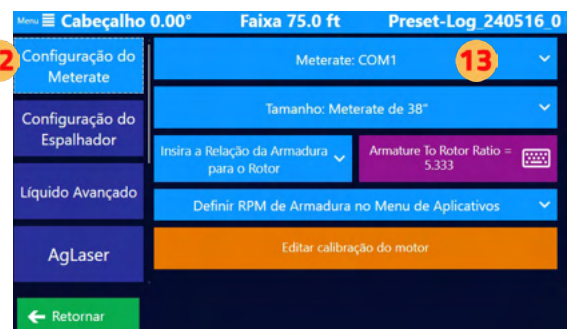 Menu Cabeçalho 0.00° Faixa 75.0 ft Preset-Log_240516_0
2 Configuração do
Meterate
Meterate: COM1 13
Configuração do
Espalhador
Tamanho: Meterate de 38"
Insira a Relação da Armadura
para o Rotor
Armature To Rotor Ratio =
5.333
Líquido Avançado
Definir RPM de Armadura no Menu de Aplicativos
AgLaser
Editar calibração do motor
Retornar